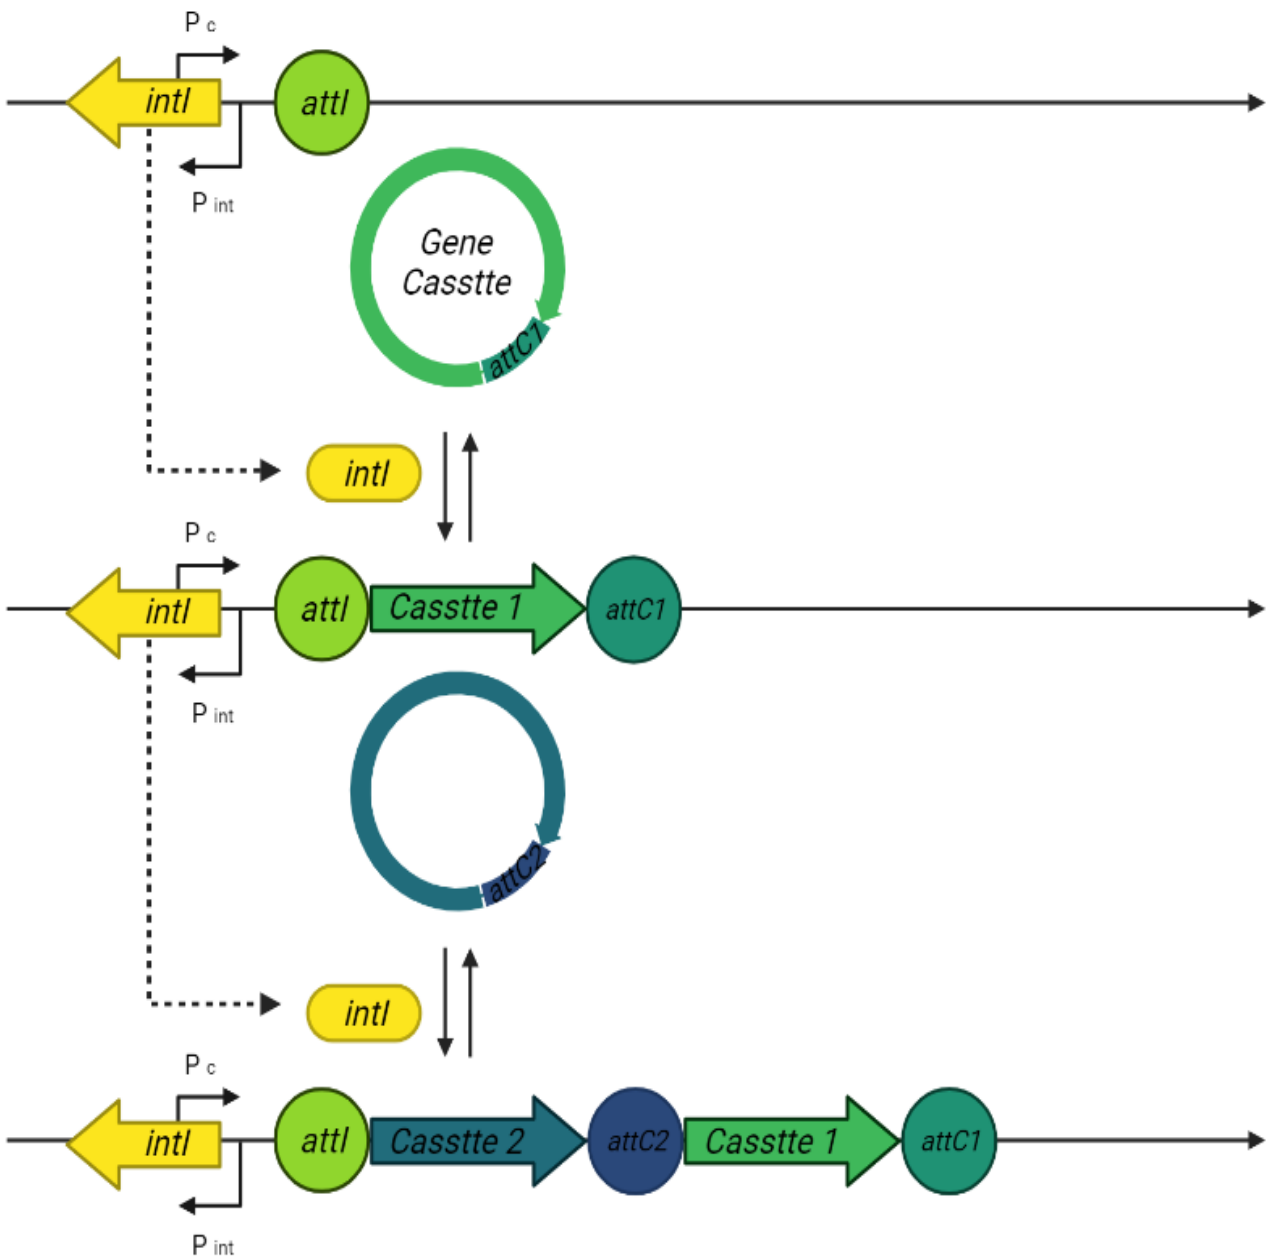 P c
intI
attI
P int
Gene
Casstte
attC1
intI
P c
intI
attI
Casstte 1
attC1
P int
attC2
intI
P c
intI
attI
Casstte 2
attC2
Casstte 1
attC1
P int